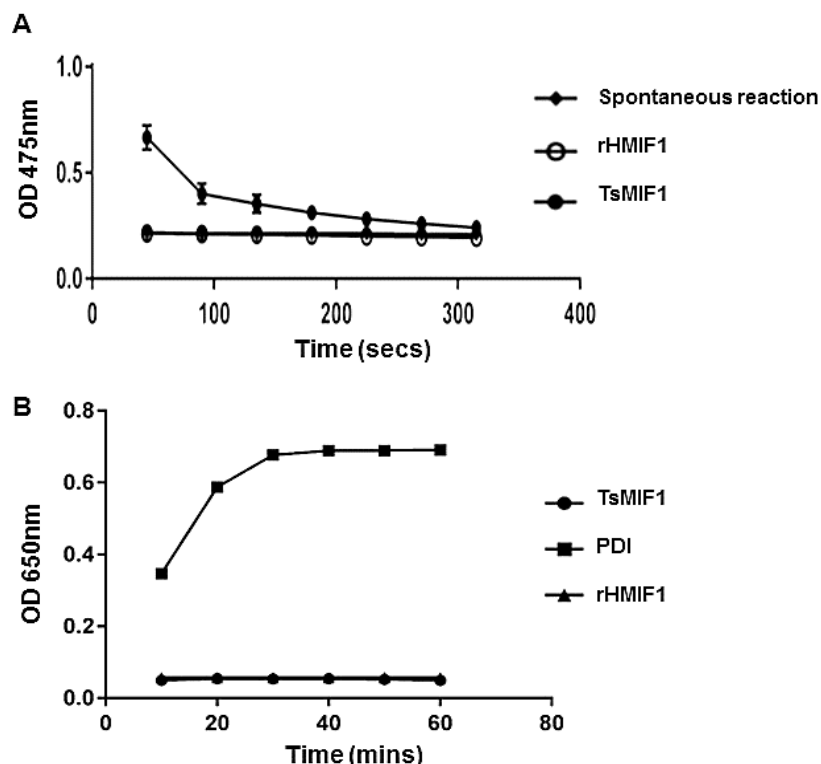 A
1.0
0.5
0.0
OD 475nm
0
100
200
300
400
Time (secs)
Spontaneous reaction
rHMIF1
TsMIF1
B
0.8
0.6
0.4
0.2
0.0
OD 650nm
0
20
40
60
80
Time (mins)
TsMIF1
PDI
rHMIF1